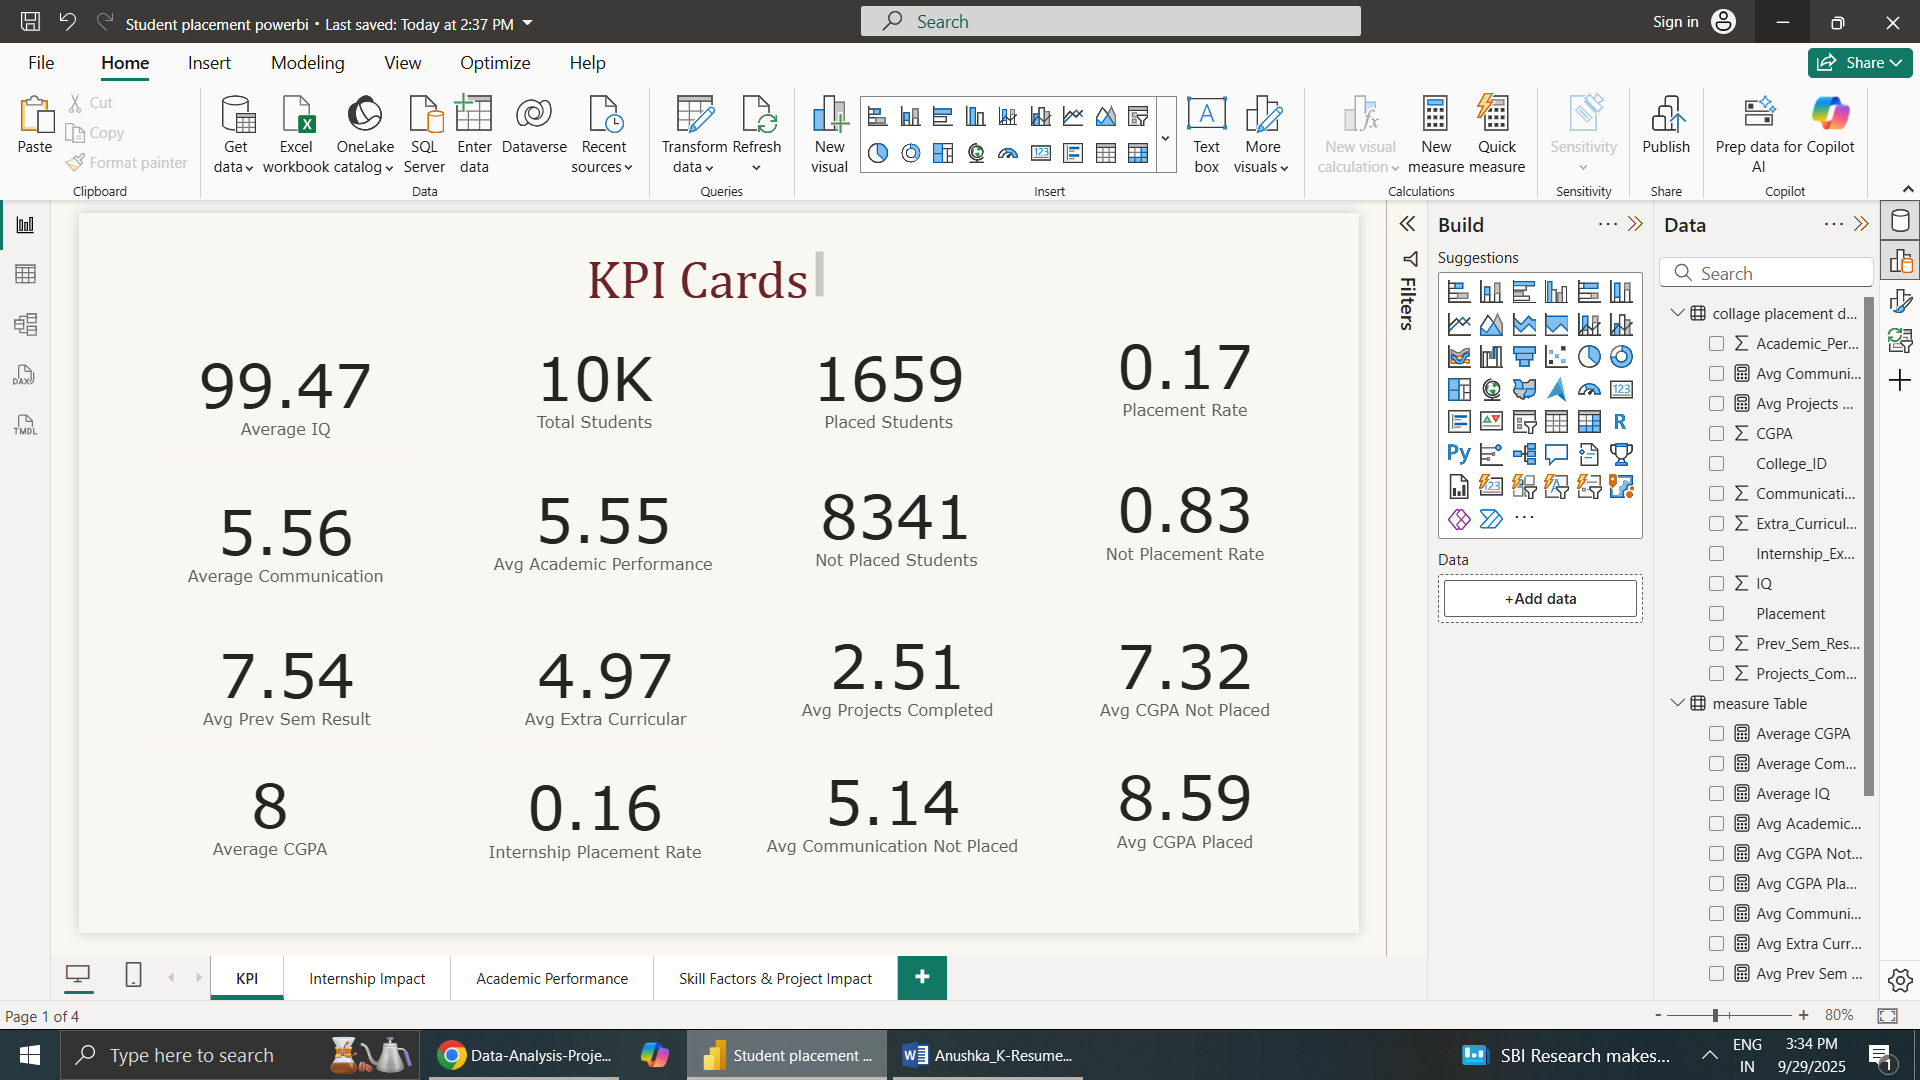 Student placement powerbi • Last saved: Today at 2:37 PM
Search
Sign in
File
Home
Insert
Modeling
View
Optimize
Help
Share
Paste
Cut
Copy
Format painter
Clipboard
Get data
Excel workbook
OneLake catalog
SQL Server
Enter data
Dataverse
Recent sources
Data
Transform data
Refresh
Queries
New visual
Text box
More visuals
Insert
New visual calculation
New measure
Quick measure
Calculations
Sensitivity
Sensitivity
Publish
Share
Prep data for AI
Copilot
Copilot
KPI Cards
99.47
Average IQ
10K
Total Students
1659
Placed Students
0.17
Placement Rate
5.56
Average Communication
5.55
Avg Academic Performance
8341
Not Placed Students
0.83
Not Placement Rate
7.54
Avg Prev Sem Result
4.97
Avg Extra Curricular
2.51
Avg Projects Completed
7.32
Avg CGPA Not Placed
8
Average CGPA
0.16
Internship Placement Rate
5.14
Avg Communication Not Placed
8.59
Avg CGPA Placed
Filters
Build
Suggestions
R
Py
Data
+Add data
Data
Search
collage placement d...
Academic_Per...
Avg Communi...
Avg Projects ...
CGPA
College_ID
Communicati...
Extra_Curricul...
Internship_Ex...
IQ
Placement
Prev_Sem_Res...
Projects_Com...
measure Table
Average CGPA
Average Com...
Average IQ
Avg Academic...
Avg CGPA Not...
Avg CGPA Pla...
Avg Communi...
Avg Extra Curr...
Avg Prev Sem ...
DAX
TMDL
KPI
Internship Impact
Academic Performance
Skill Factors & Project Impact
+
Page 1 of 4
- + 80%
Type here to search
Data-Analysis-Proje...
Student placement ...
Anushka_K-Resume...
SBI Research makes...
ENG
IN
3:34 PM
9/29/2025
1